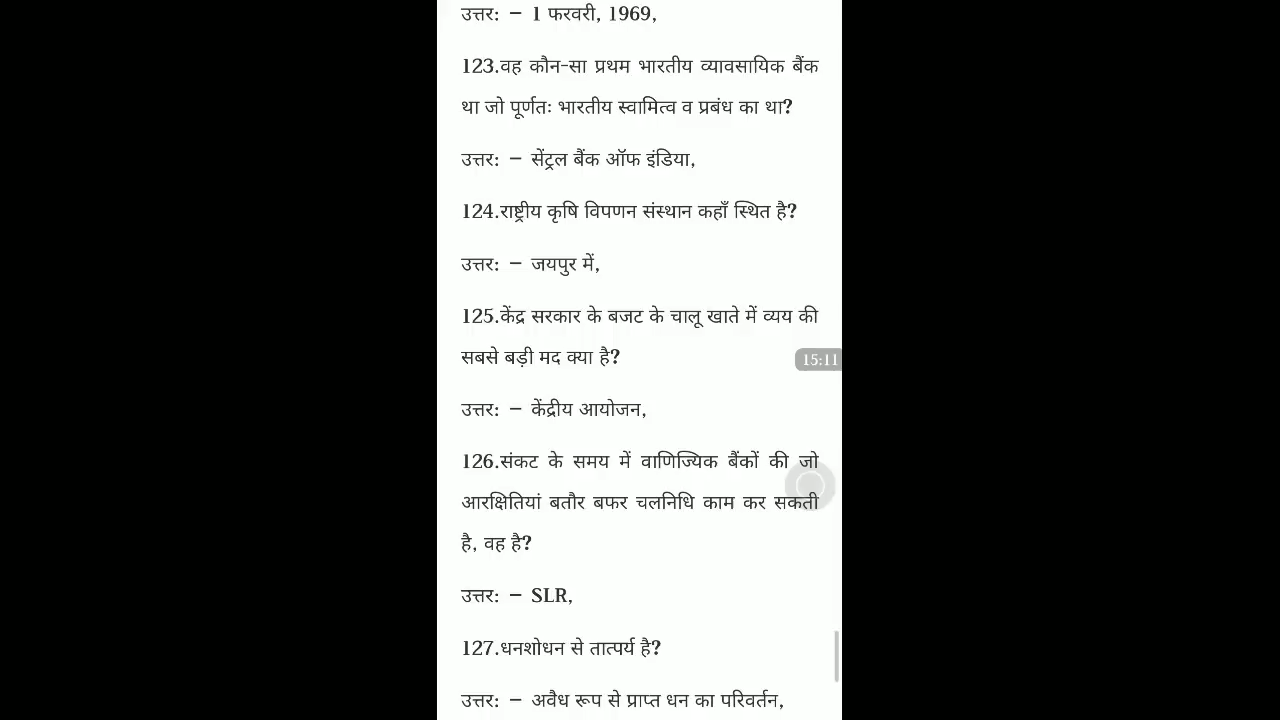 उत्तर: – 1 फरवरी, 1969,
123.वह कौन-सा प्रथम भारतीय व्यावसायिक बैंक
था जो पूर्णतः भारतीय स्वामित्व व प्रबंध का था?
उत्तर: – सेंट्रल बैंक ऑफ इंडिया,
124.राष्ट्रीय कृषि विपणन संस्थान कहाँ स्थित है?
उत्तर: – जयपुर में,
125.केंद्र सरकार के बजट के चालू खाते में व्यय की
सबसे बड़ी मद क्या है?
15:11
उत्तर: – केंद्रीय आयोजन,
126.संकट के समय में वाणिज्यिक बैंकों की जो
आरक्षितियां बतौर बफर चलनिधि काम कर सकती
है, वह है?
उत्तर: – SLR,
127.धनशोधन से तात्पर्य है?
उत्तर: – अवैध रूप से प्राप्त धन का परिवर्तन,